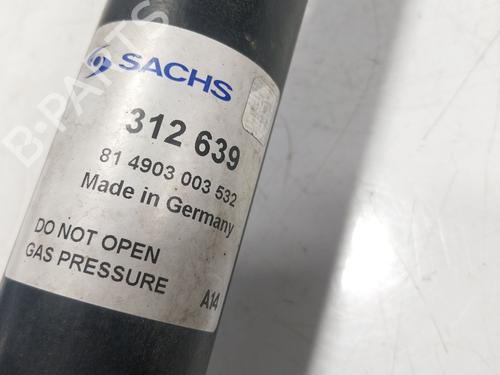 B-PARTS
SACHS
312 639
81 4903 003 532
Made in Germany
DO NOT OPEN
GAS PRESSURE
A14